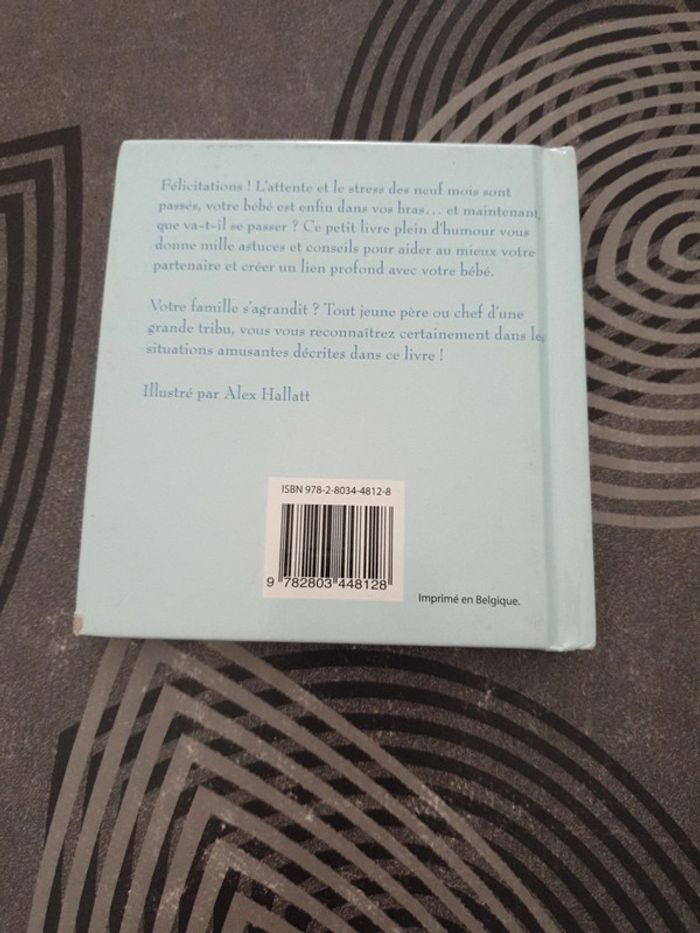 Félicitations ! L'attente et le stress des neuf mois sont
passés, votre bébé est enfin dans vos bras... et maintenant,
que va-t-il se passer ? Ce petit livre plein d'humour vous
donne mille astuces et conseils pour aider au mieux votre
partenaire et créer un lien profond avec votre bébé.
Votre famille s'agrandit ? Tout jeune père ou chef d'une
grande tribu, vous vous reconnaîtrez certainement dans les
situations amusantes décrites dans ce livre !
Illustré par Alex Hallatt
ISBN 978-2-8034-4812-8
9 782803 448128
Imprimé en Belgique.